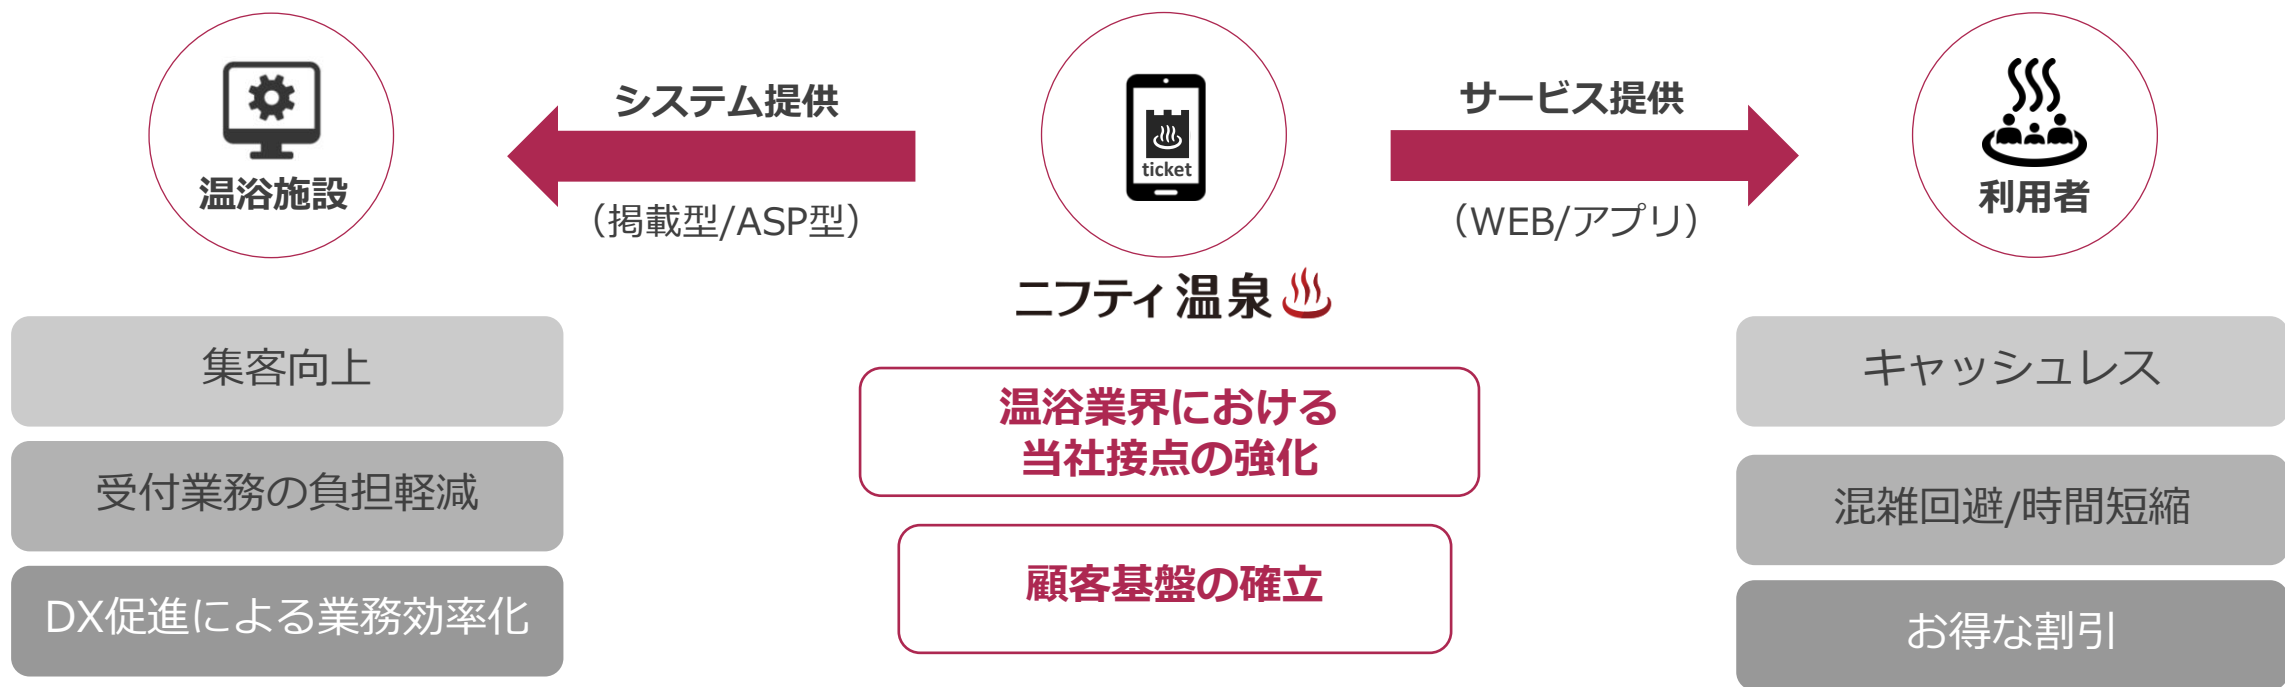 温浴施設
システム提供
（掲載型/ASP型）
ticket
ニフティ温泉
サービス提供
（WEB/アプリ）
利用者
集客向上
受付業務の負担軽減
DX促進による業務効率化
温浴業界における
当社接点の強化
顧客基盤の確立
キャッシュレス
混雑回避/時間短縮
お得な割引